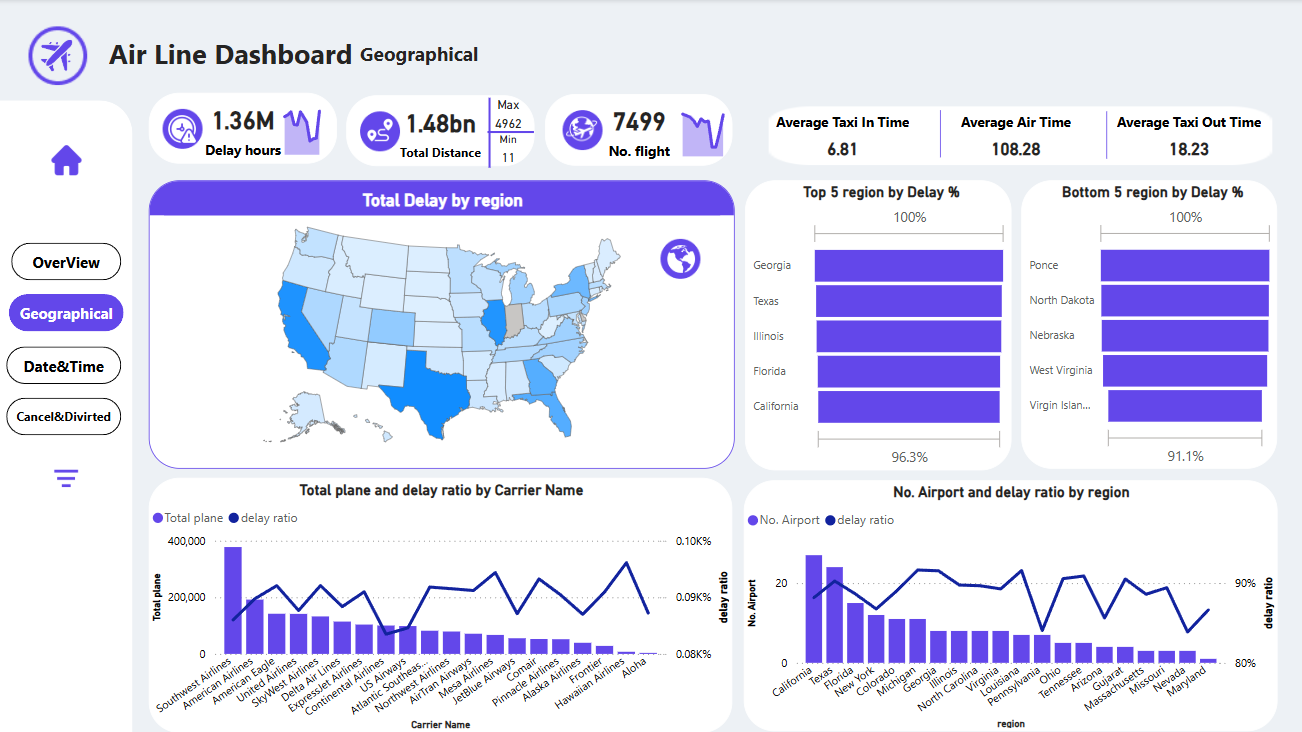 Air Line Dashboard Geographical
1.36M
Delay hours
1.48bn
Total Distance
Max
4962
Min
11
7499
No. flight
Average Taxi In Time
6.81
Average Air Time
108.28
Average Taxi Out Time
18.23
OverView
Geographical
Date&Time
Cancel&Divirted
Total Delay by region
Top 5 region by Delay %
100%
Georgia
Texas
Illinois
Florida
California
96.3%
Bottom 5 region by Delay %
100%
Ponce
North Dakota
Nebraska
West Virginia
Virgin Islan...
91.1%
Total plane and delay ratio by Carrier Name
Total plane delay ratio
400,000
200,000
0
Total plane
0.10K%
0.09K%
0.08K%
delay ratio
Southwest Airlines
American Airlines
American Eagle
United Airlines
SkyWest Airlines
Delta Air Lines
ExpressJet Airlines
Continental Airlines
US Airways
Atlantic Southeas...
Northwest Airlines
AirTran Airways
Mesa Airlines
JetBlue Airways
Comair
Pinnacle Airlines
Alaska Airlines
Frontier
Hawaiian Airlines
Aloha
Carrier Name
No. Airport and delay ratio by region
No. Airport delay ratio
20
0
No. Airport
90%
80%
delay ratio
California
Texas
Florida
New York
Colorado
Michigan
Georgia
Illinois
North Carolina
Virginia
Louisiana
Pennsylvania
Ohio
Tennessee
Arizona
Gujarat
Massachusetts
Missouri
Nevada
Maryland
region